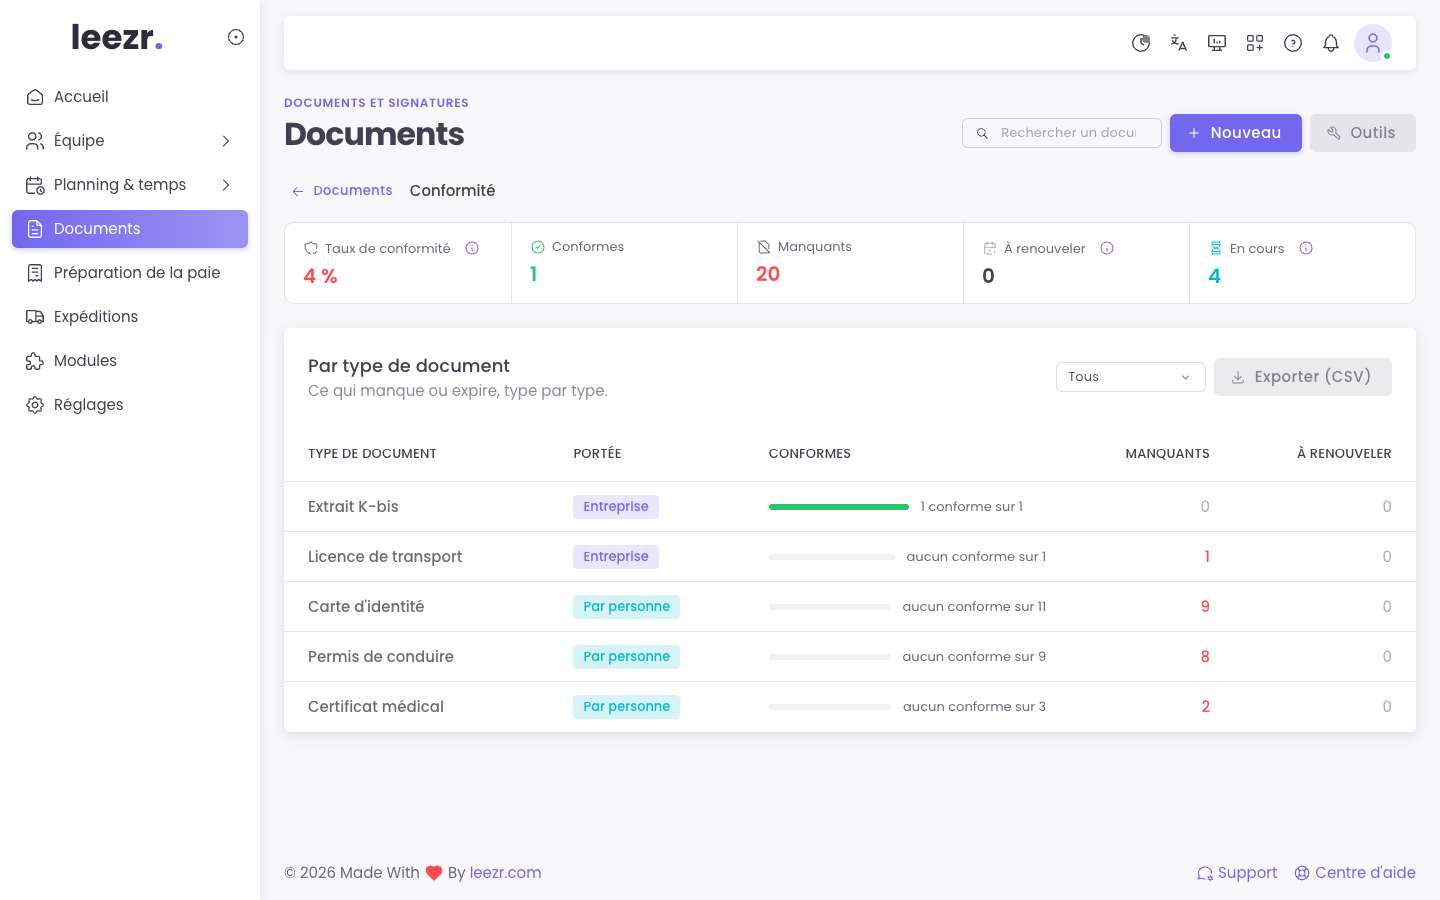 leezr.
Accueil
Équipe
Planning & temps
Documents
Préparation de la paie
Expéditions
Modules
Réglages
DOCUMENTS ET SIGNATURES
Documents
Rechercher un docu
Nouveau
Outils
Documents
Conformité
Taux de conformité
4 %
Conformes
1
Manquants
20
À renouveler
0
En cours
4
Par type de document
Ce qui manque ou expire, type par type.
Tous
Exporter (CSV)
TYPE DE DOCUMENT PORTÉE CONFORMES MANQUANTS À RENOUVELER
Extrait K-bis Entreprise 1 conforme sur 1 0 0
Licence de transport Entreprise aucun conforme sur 1 1 0
Carte d'identité Par personne aucun conforme sur 11 9 0
Permis de conduire Par personne aucun conforme sur 9 8 0
Certificat médical Par personne aucun conforme sur 3 2 0
© 2026 Made With By leezr.com
Support
Centre d'aide